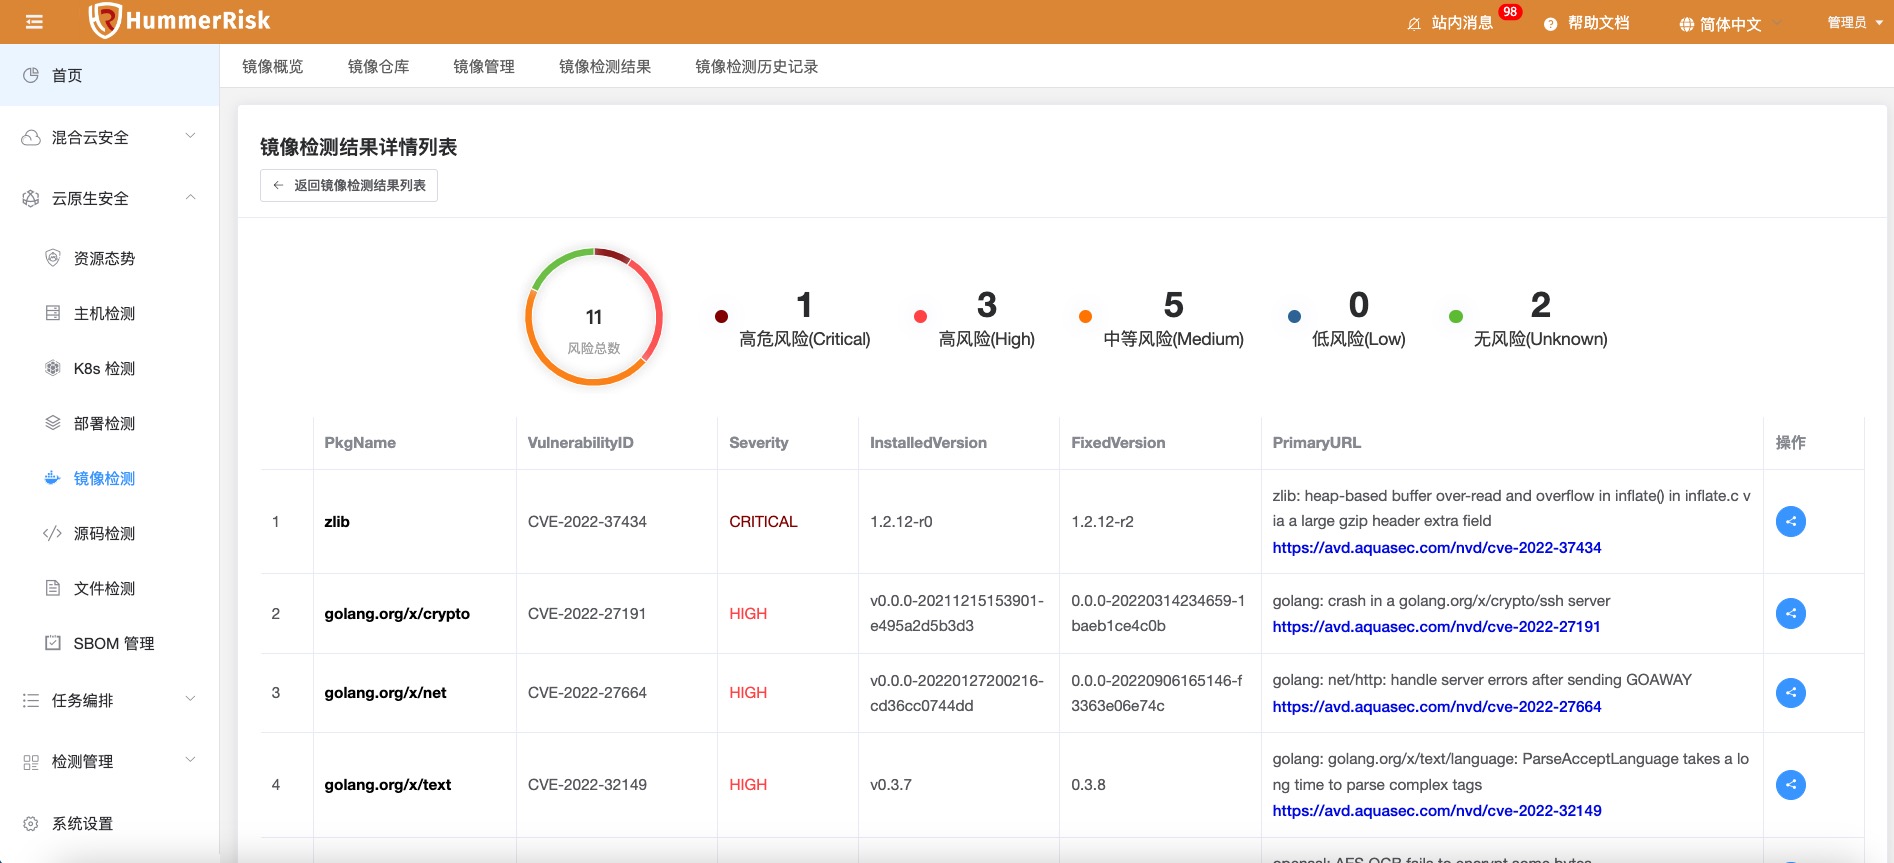 HummerRisk
站内消息
98
帮助文档
简体中文
管理员
首页
混合云安全
云原生安全
资源态势
主机检测
K8s 检测
部署检测
镜像检测
源码检测
文件检测
SBOM 管理
任务编排
检测管理
系统设置
镜像概览
镜像仓库
镜像管理
镜像检测结果
镜像检测历史记录
镜像检测结果详情列表
← 返回镜像检测结果列表
11
风险总数
1
高危风险(Critical)
3
高风险(High)
5
中等风险(Medium)
0
低风险(Low)
2
无风险(Unknown)
PkgName
VulnerabilityID
Severity
InstalledVersion
FixedVersion
PrimaryURL
操作
1
zlib
CVE-2022-37434
CRITICAL
1.2.12-r0
1.2.12-r2
zlib: heap-based buffer over-read and overflow in inflate() in inflate.c v
ia a large gzip header extra field
https://avd.aquasec.com/nvd/cve-2022-37434
2
golang.org/x/crypto
CVE-2022-27191
HIGH
v0.0.0-20211215153901-
e495a2d5b3d3
0.0.0-20220314234659-1
baeb1ce4c0b
golang: crash in a golang.org/x/crypto/ssh server
https://avd.aquasec.com/nvd/cve-2022-27191
3
golang.org/x/net
CVE-2022-27664
HIGH
v0.0.0-20220127200216-
cd36cc0744dd
0.0.0-20220906165146-f
3363e06e74c
golang: net/http: handle server errors after sending GOAWAY
https://avd.aquasec.com/nvd/cve-2022-27664
4
golang.org/x/text
CVE-2022-32149
HIGH
v0.3.7
0.3.8
golang: golang.org/x/text/language: ParseAcceptLanguage takes a lo
ng time to parse complex tags
https://avd.aquasec.com/nvd/cve-2022-32149
openssl: AES OCB fails to encrypt some bytes